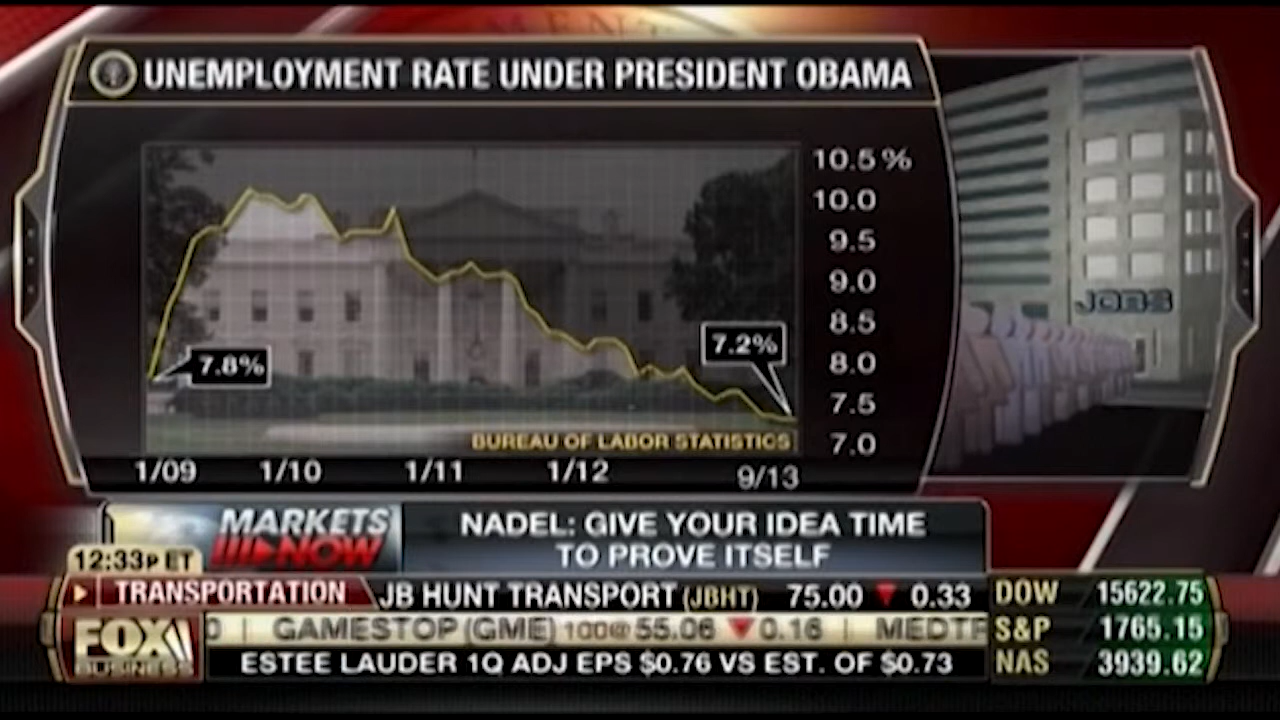 UNEMPLOYMENT RATE UNDER PRESIDENT OBAMA
10.5%
10.0
9.5
9.0
8.5
8.0
7.5
7.0
7.8%
7.2%
BUREAU OF LABOR STATISTICS
1/09 1/10 1/11 1/12 9/13
JOBS
MARKETS NOW
NADEL: GIVE YOUR IDEA TIME
TO PROVE ITSELF
12:33P ET
TRANSPORTATION JB HUNT TRANSPORT (JBHT) 75.00 ▼ 0.33
GAMESTOP (GME) 100@55.06 ▼0.16 | MEDTF
ESTEE LAUDER 1Q ADJ EPS $0.76 VS EST. OF $0.73
FOX
BUSINESS
DOW 15622.75
S&P 1765.15
NAS 3939.62